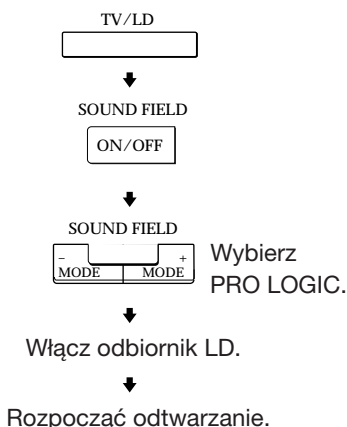 TV/LD
SOUND FIELD
ON/OFF
SOUND FIELD
– +
MODE MODE
Wybierz
PRO LOGIC.
Włącz odbiornik LD.
Rozpocząć odtwarzanie.